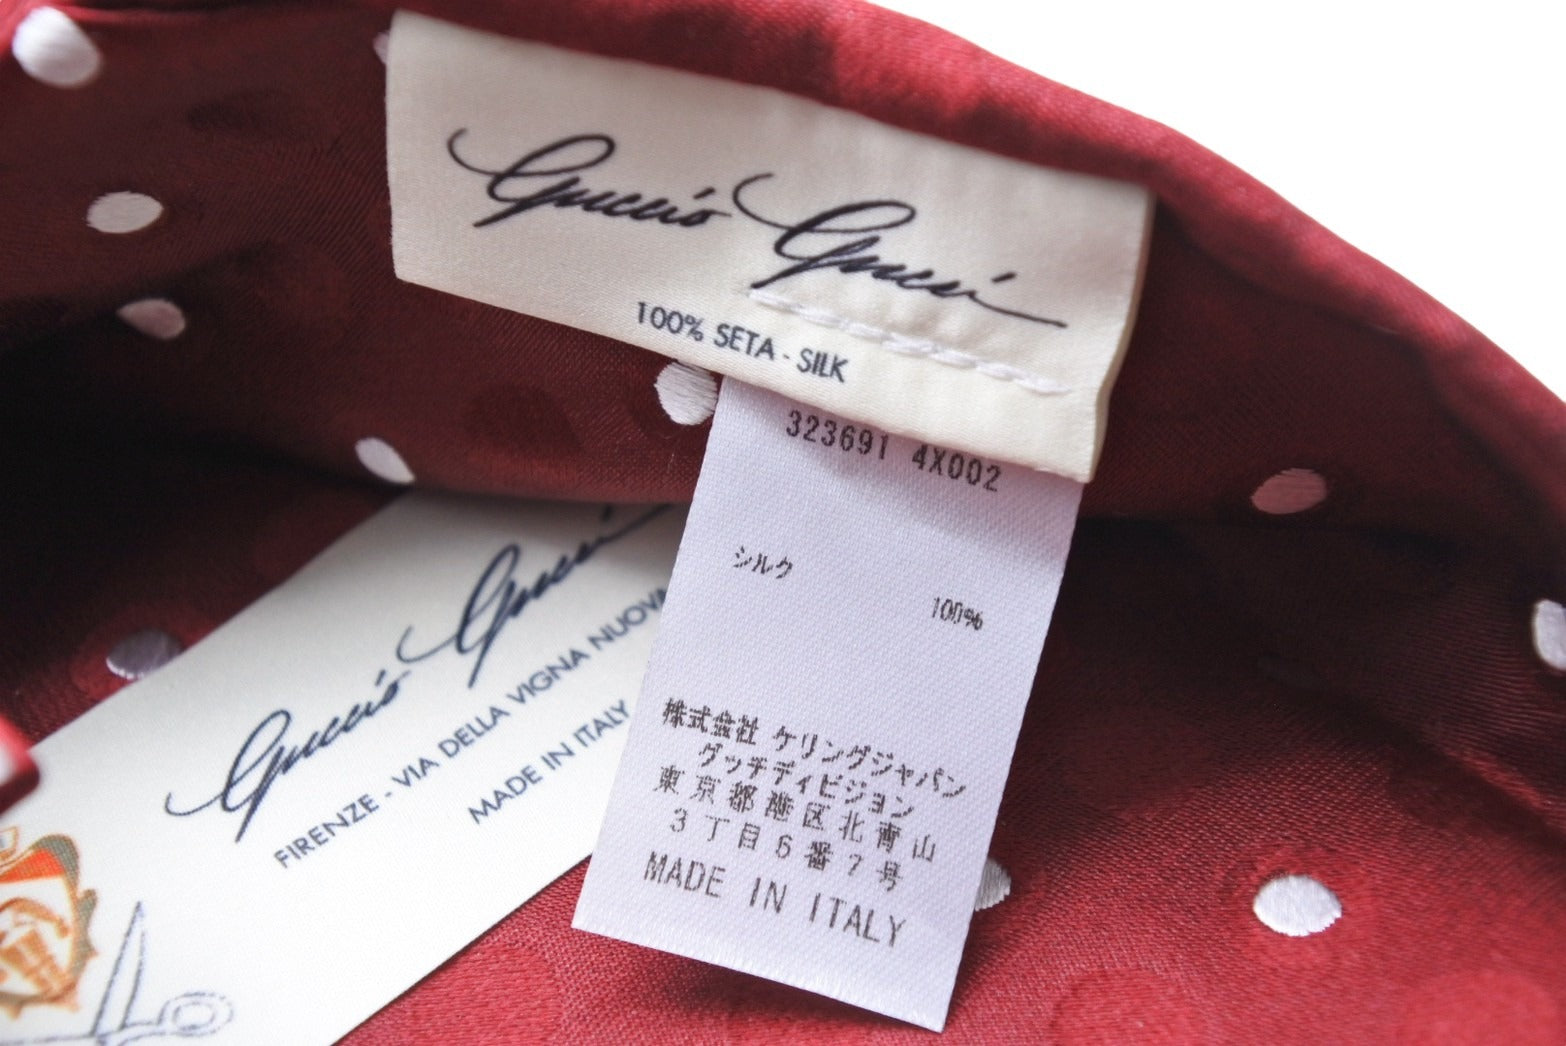 Guccio Gucci
100% SETA - SILK
323691 4X002
シルク
100%
株式会社 ケリングジャパン
グッチディビジョン
東京都港区北青山
3丁目6番7号
MADE IN ITALY
Guccio Gucci
FIRENZE - VIA DELLA VIGNA
MADE IN ITALY